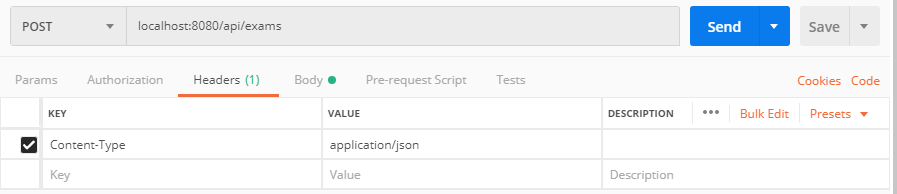 POST localhost:8080/api/exams Send Save
Params Authorization Headers (1) Body Pre-request Script Tests Cookies Code
KEY VALUE DESCRIPTION ••• Bulk Edit Presets
Content-Type application/json
Key Value Description